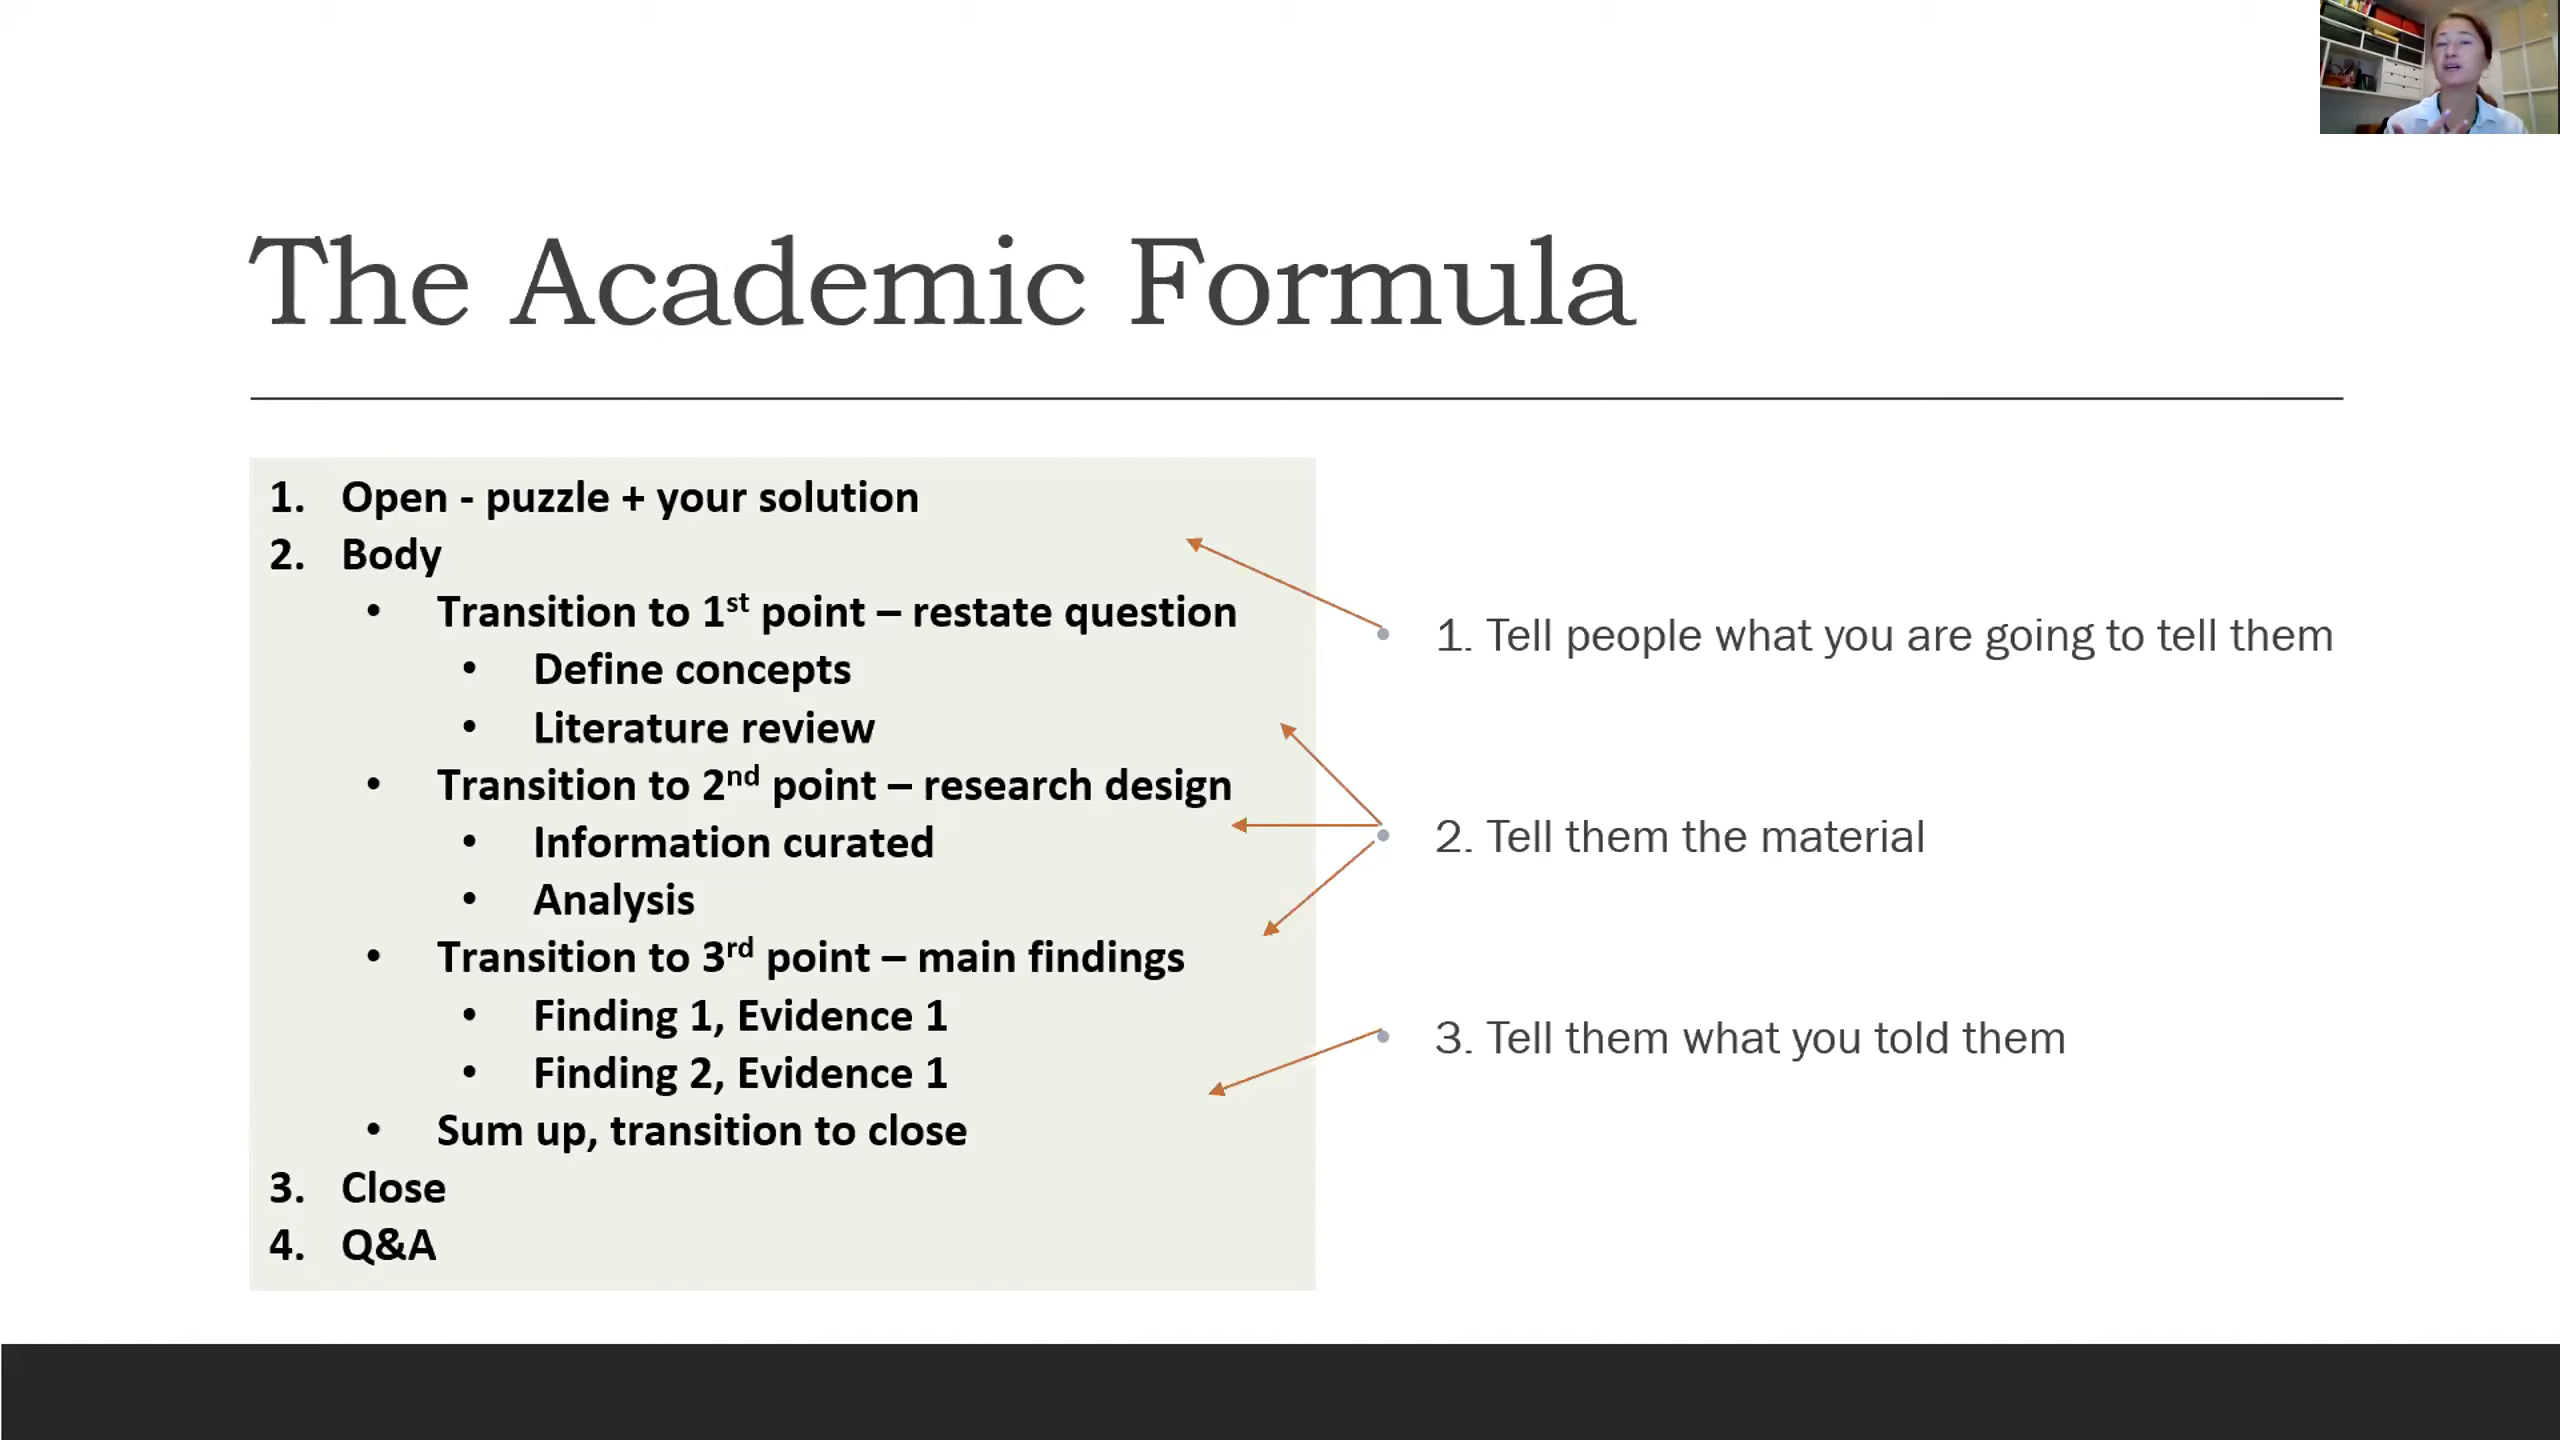 The Academic Formula
1. Open - puzzle + your solution
2. Body
• Transition to 1st point – restate question
• Define concepts
• Literature review
• Transition to 2nd point – research design
• Information curated
• Analysis
• Transition to 3rd point – main findings
• Finding 1, Evidence 1
• Finding 2, Evidence 1
• Sum up, transition to close
3. Close
4. Q&A
• 1. Tell people what you are going to tell them
• 2. Tell them the material
• 3. Tell them what you told them